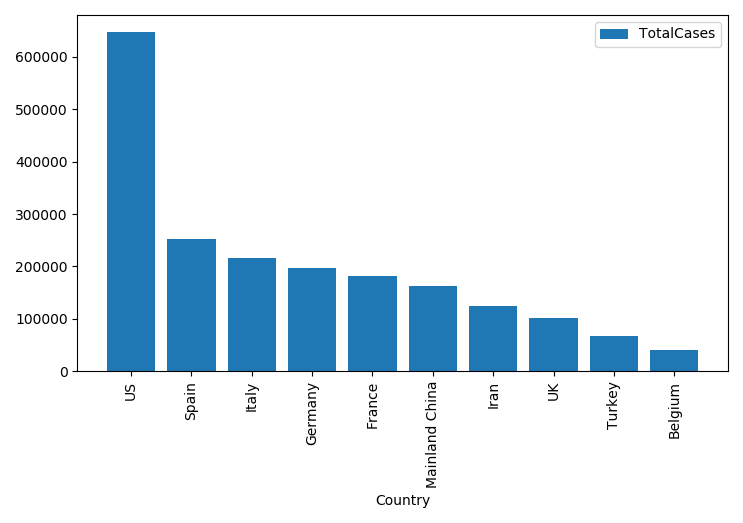 TotalCases
600000
500000
400000
300000
200000
100000
0
US
Spain
Italy
Germany
France
Mainland China
Iran
UK
Turkey
Belgium
Country